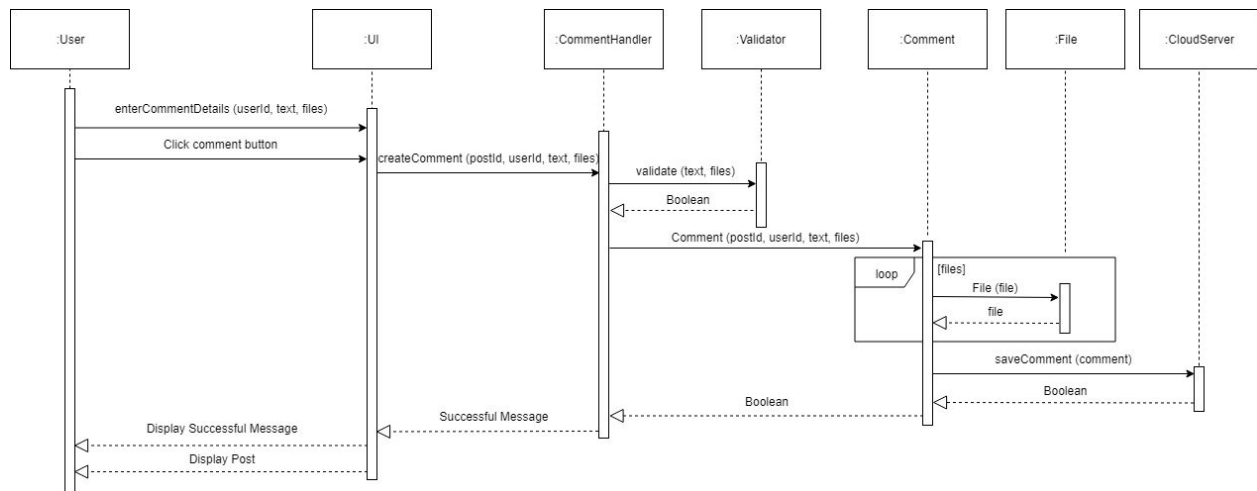 :User
:UI
:CommentHandler
:Validator
:Comment
:File
:CloudServer
enterCommentDetails (userId, text, files)
Click comment button
createComment (postId, userId, text, files)
validate (text, files)
Boolean
Comment (postId, userId, text, files)
loop
[files]
File (file)
file
saveComment (comment)
Boolean
Boolean
Successful Message
Display Successful Message
Display Post